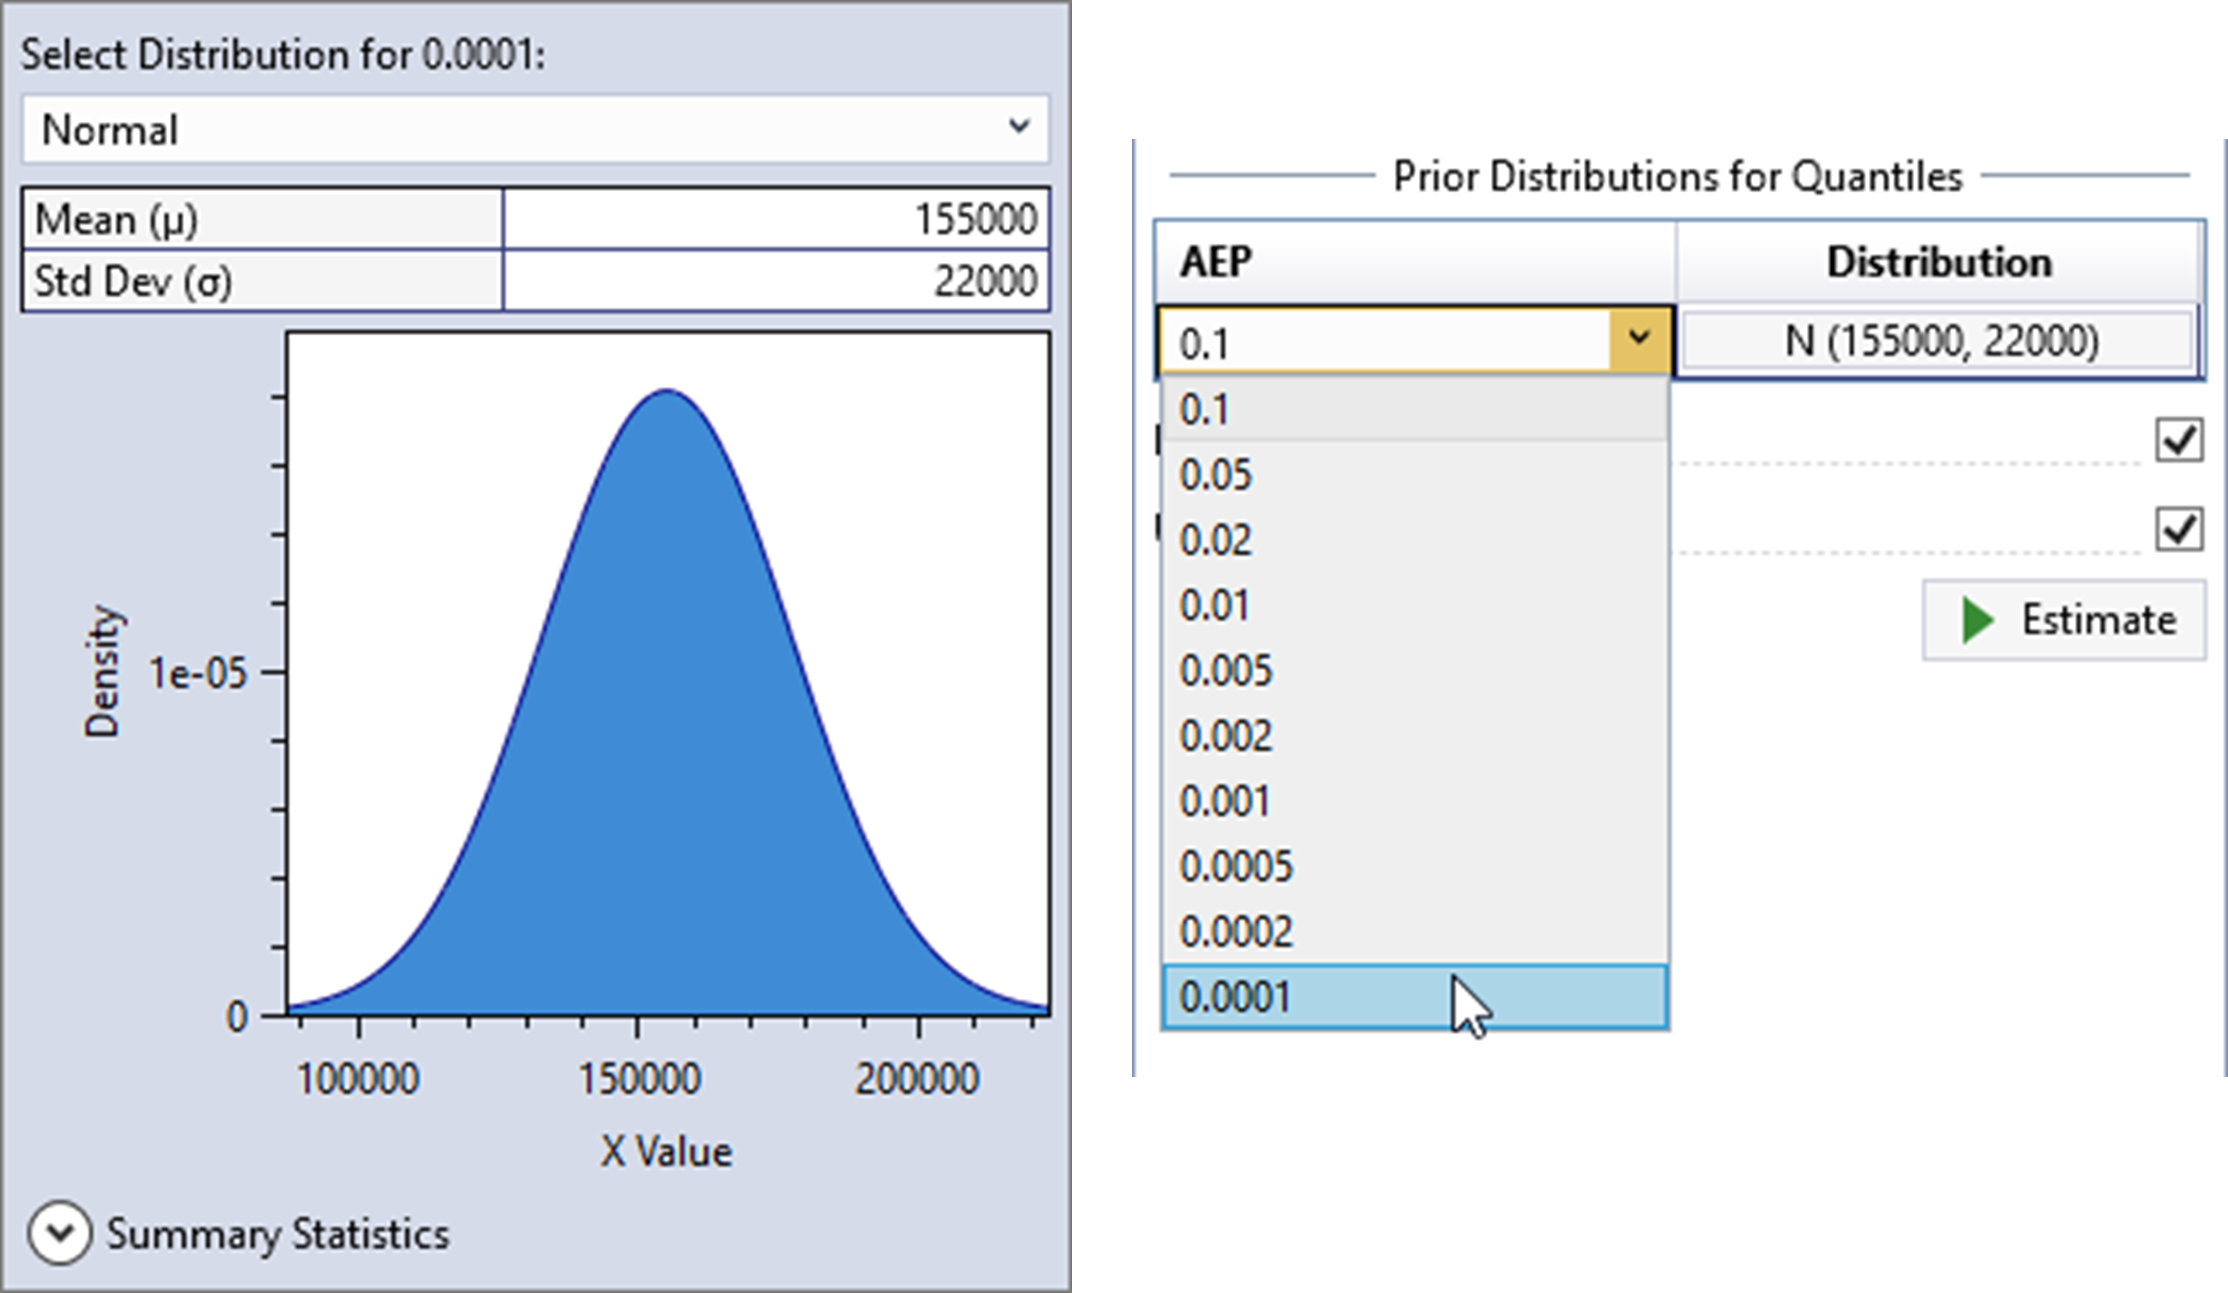 Select Distribution for 0.0001:
Normal
Mean (μ) 155000
Std Dev (σ) 22000
Density
1e-05
0
100000 150000 200000
X Value
Summary Statistics
Prior Distributions for Quantiles
AEP Distribution
0.1 N (155000, 22000)
0.1
0.05
0.02
0.01
0.005
0.002
0.001
0.0005
0.0002
0.0001
Estimate